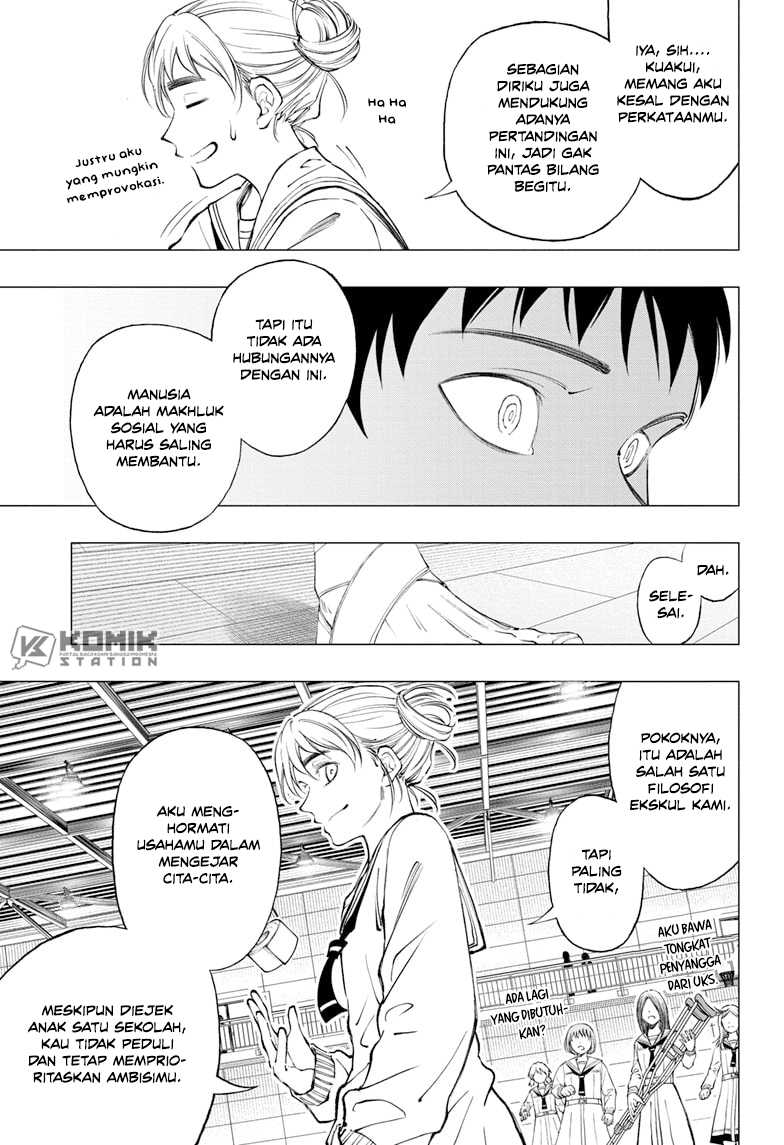 IYA, SIH....
KUAKUI,
MEMANG AKU
KESAL DENGAN
PERKATAANMU.
SEBAGIAN
DIRIKU JUGA
MENDUKUNG
ADANYA
PERTANDINGAN
INI, JADI GAK
PANTAS BILANG
BEGITU.
HA HA
HA
Justru aku
yang mungkin
memprovokasi.
TAPI ITU
TIDAK ADA
HUBUNGANNYA
DENGAN INI.
MANUSIA
ADALAH MAKHLUK
SOSIAL YANG
HARUS SALING
MEMBANTU.
DAH.
SELE-
SAI.
KOMIK
STATION
POKOKNYA,
ITU ADALAH
SALAH SATU
FILOSOFI
EKSKUL KAMI.
TAPI
PALING
TIDAK,
AKU MENG-
HORMATI
USAHAMU DALAM
MENGEJAR
CITA-CITA.
AKU BAWA
TONGKAT
PENYANGGA
DARI UKS.
ADA LAGI
YANG DIBUTUH-
KAN?
MESKIPUN DIEJEK
ANAK SATU SEKOLAH,
KAU TIDAK PEDULI
DAN TETAP MEMPRIO-
RITASKAN AMBISIMU.